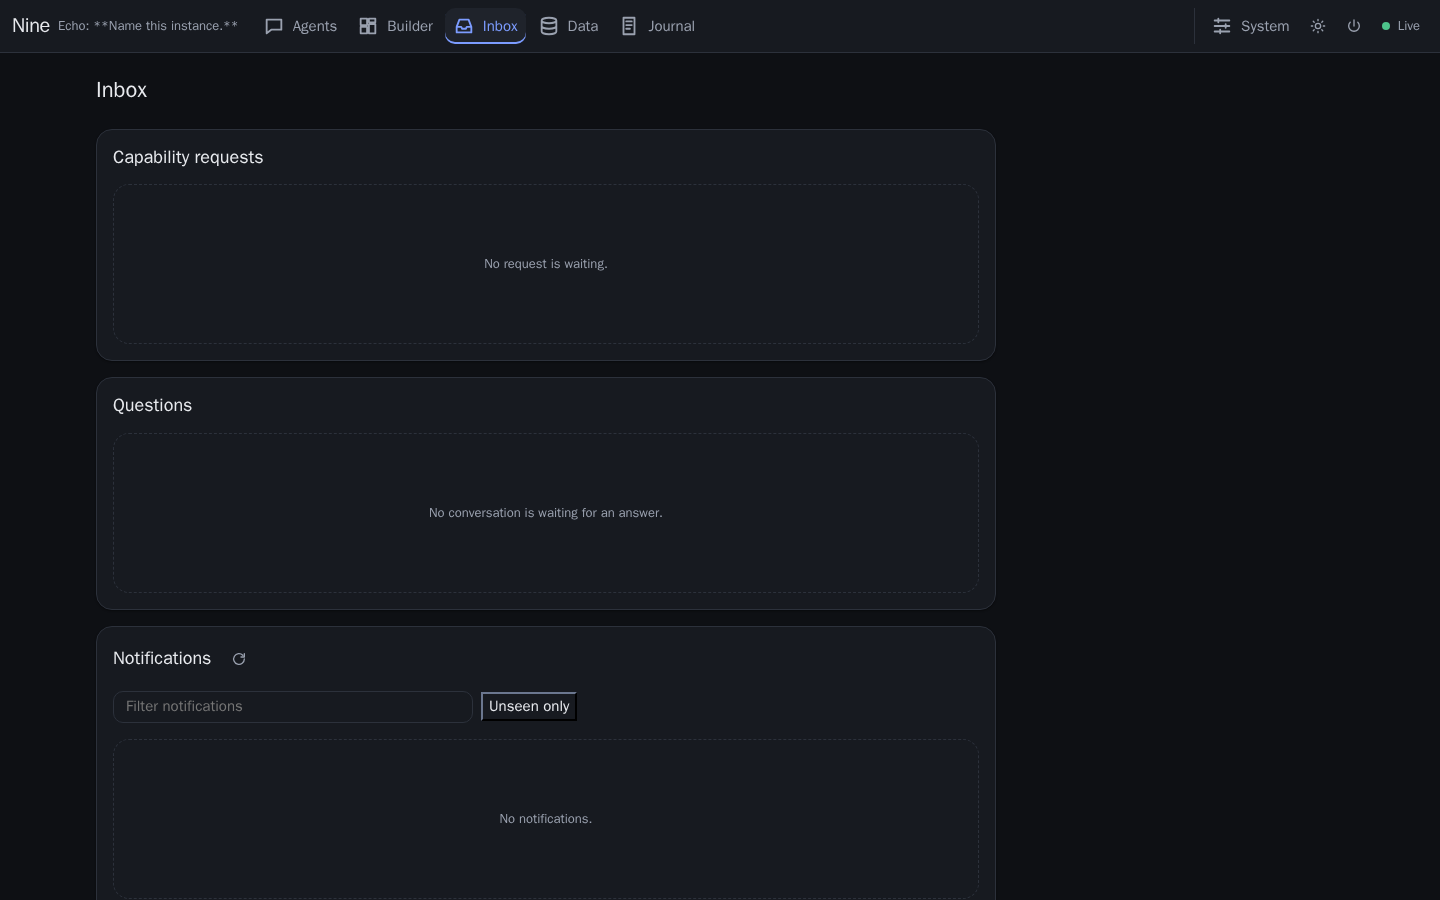 Nine Echo: **Name this instance.** Agents Builder Inbox Data Journal System Live
Inbox
Capability requests
No request is waiting.
Questions
No conversation is waiting for an answer.
Notifications
Filter notifications Unseen only
No notifications.